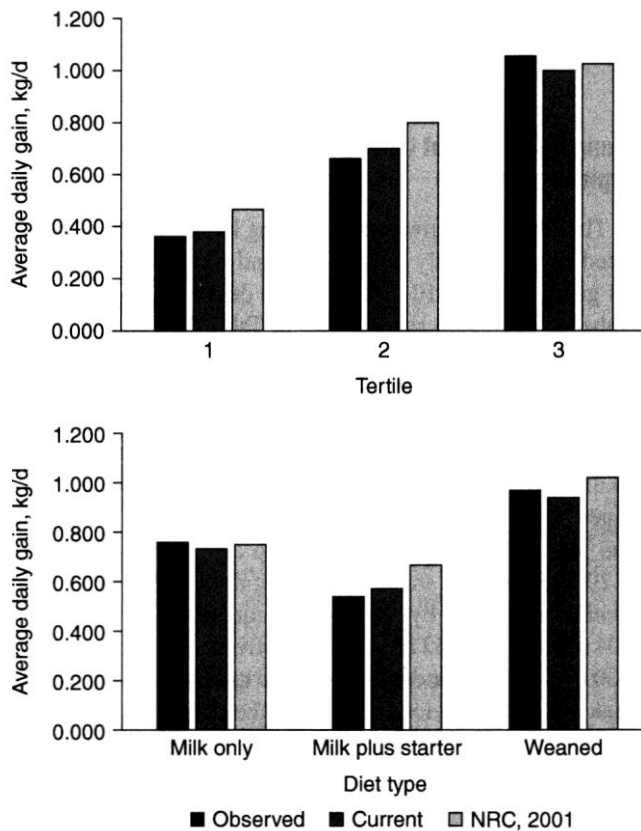 1.200
1.000
0.800
0.600
0.400
0.200
0.000
Average daily gain, kg/d
1 2 3
Tertile
1.200
1.000
0.800
0.600
0.400
0.200
0.000
Average daily gain, kg/d
Milk only Milk plus starter Weaned
Diet type
Observed Current NRC, 2001